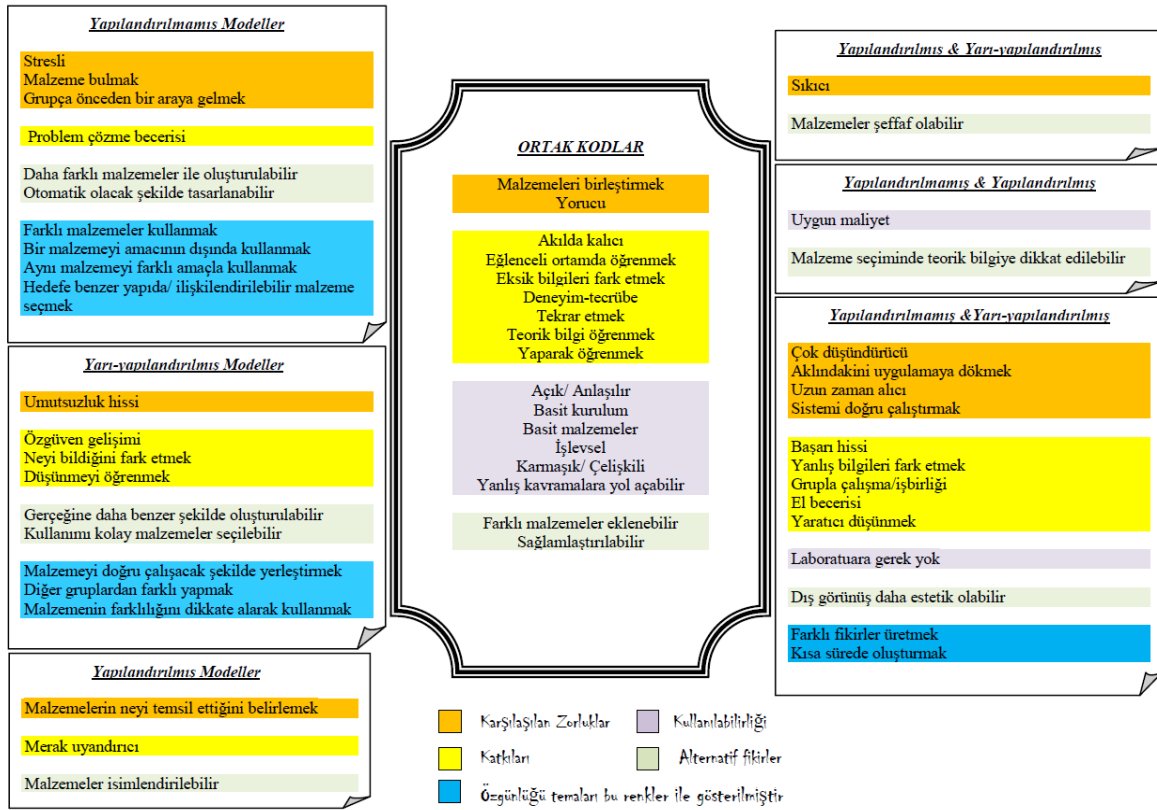 Yapılandırılmamış Modeller
Stresli
Malzeme bulmak
Grupça önceden bir araya gelmek
Problem çözme becerisi
Daha farklı malzemeler ile oluşturulabilir
Otomatik olacak şekilde tasarlanabilir
Farklı malzemeler kullanmak
Bir malzemeyi amacının dışında kullanmak
Aynı malzemeyi farklı amaçla kullanmak
Hedefe benzer yapıda/ ilişkilendirilebilir malzeme
seçmek
Yarı-yapılandırılmış Modeller
Umutsuzluk hissi
Özgüven gelişimi
Neyi bildiğini fark etmek
Düşünmeyi öğrenmek
Gerçeğine daha benzer şekilde oluşturulabilir
Kullanımı kolay malzemeler seçilebilir
Malzemeyi doğru çalışacak şekilde yerleştirmek
Diğer gruplardan farklı yapmak
Malzemenin farklılığını dikkate alarak kullanmak
Yapılandırılmış Modeller
Malzemelerin neyi temsil ettiğini belirlemek
Merak uyandırıcı
Malzemeler isimlendirilebilir
ORTAK KODLAR
Malzemeleri birleştirmek
Yorucu
Akılda kalıcı
Eğlenceli ortamda öğrenmek
Eksik bilgileri fark etmek
Deneyim-tecrübe
Tekrar etmek
Teorik bilgi öğrenmek
Yaparak öğrenmek
Açık/ Anlaşılır
Basit kurulum
Basit malzemeler
İşlevsel
Karmaşık/ Çelişkili
Yanlış kavramalara yol açabilir
Farklı malzemeler eklenebilir
Sağlamlaştırılabilir
Yapılandırılmış & Yarı-yapılandırılmış
Sıkıcı
Malzemeler şeffaf olabilir
Yapılandırılmamış & Yapılandırılmış
Uygun maliyet
Malzeme seçiminde teorik bilgiye dikkat edilebilir
Yapılandırılmamış &Yarı-yapılandırılmış
Çok düşündürücü
Aklındakini uygulamaya dökmek
Uzun zaman alıcı
Sistemi doğru çalıştırmak
Başarı hissi
Yanlış bilgileri fark etmek
Grupla çalışma/işbirliği
El becerisi
Yaratıcı düşünmek
Laboratuara gerek yok
Dış görünüş daha estetik olabilir
Farklı fikirler üretmek
Kısa sürede oluşturmak
Karşılaşılan Zorluklar
Kullanılabilirliği
Katkıları
Alternatif fikirler
Özgünlüğü temaları bu renkler ile gösterilmiştir